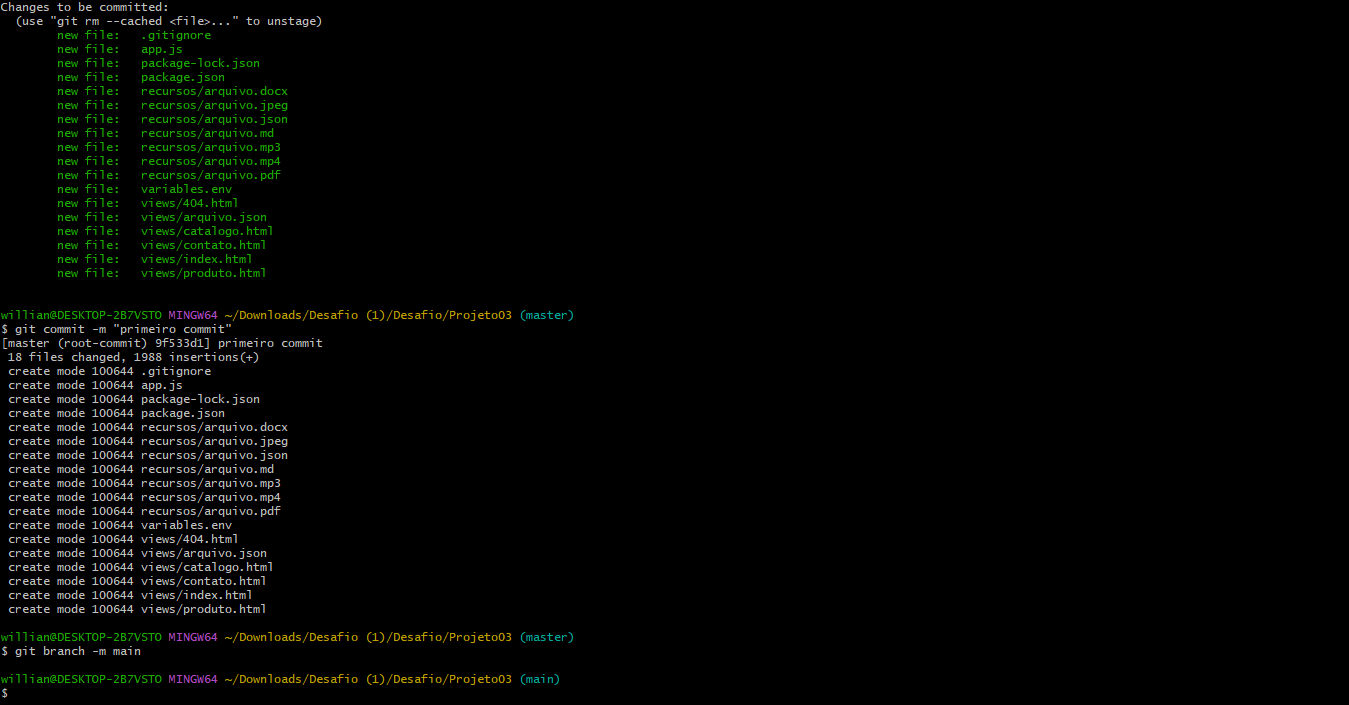 Changes to be committed:
  (use "git rm --cached <file>..." to unstage)
        new file:   .gitignore
        new file:   app.js
        new file:   package-lock.json
        new file:   package.json
        new file:   recursos/arquivo.docx
        new file:   recursos/arquivo.jpeg
        new file:   recursos/arquivo.json
        new file:   recursos/arquivo.md
        new file:   recursos/arquivo.mp3
        new file:   recursos/arquivo.mp4
        new file:   recursos/arquivo.pdf
        new file:   variables.env
        new file:   views/404.html
        new file:   views/arquivo.json
        new file:   views/catalogo.html
        new file:   views/contato.html
        new file:   views/index.html
        new file:   views/produto.html
willian@DESKTOP-2B7VSTO MINGW64 ~/Downloads/Desafio (1)/Desafio/Projeto03 (master)
$ git commit -m "primeiro commit"
[master (root-commit) 9f533d1] primeiro commit
 18 files changed, 1988 insertions(+)
 create mode 100644 .gitignore
 create mode 100644 app.js
 create mode 100644 package-lock.json
 create mode 100644 package.json
 create mode 100644 recursos/arquivo.docx
 create mode 100644 recursos/arquivo.jpeg
 create mode 100644 recursos/arquivo.json
 create mode 100644 recursos/arquivo.md
 create mode 100644 recursos/arquivo.mp3
 create mode 100644 recursos/arquivo.mp4
 create mode 100644 recursos/arquivo.pdf
 create mode 100644 variables.env
 create mode 100644 views/404.html
 create mode 100644 views/arquivo.json
 create mode 100644 views/catalogo.html
 create mode 100644 views/contato.html
 create mode 100644 views/index.html
 create mode 100644 views/produto.html
willian@DESKTOP-2B7VSTO MINGW64 ~/Downloads/Desafio (1)/Desafio/Projeto03 (master)
$ git branch -m main
willian@DESKTOP-2B7VSTO MINGW64 ~/Downloads/Desafio (1)/Desafio/Projeto03 (main)
$